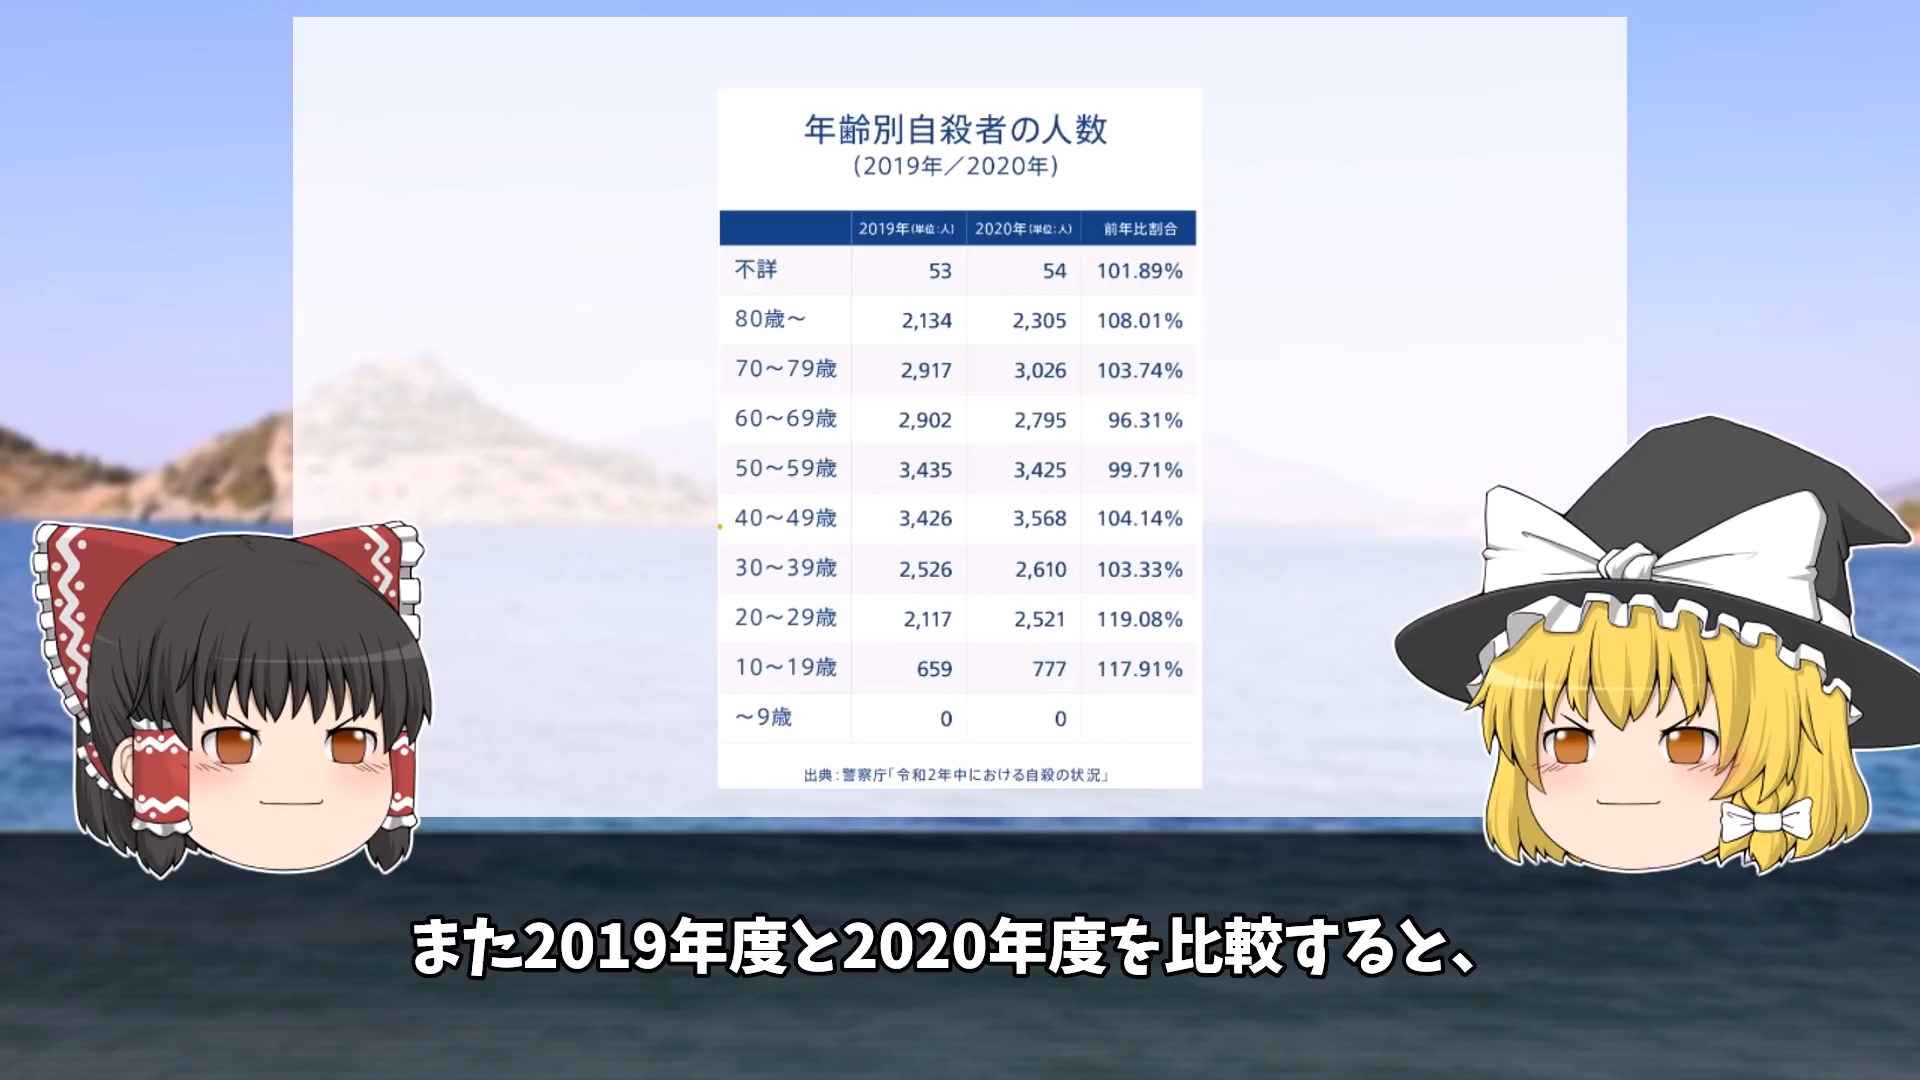 年齢別自殺者の人数
(2019年／2020年)
2019年(単位:人) 2020年(単位:人) 前年比割合
不詳 53 54 101.89%
80歳～ 2,134 2,305 108.01%
70～79歳 2,917 3,026 103.74%
60～69歳 2,902 2,795 96.31%
50～59歳 3,435 3,425 99.71%
40～49歳 3,426 3,568 104.14%
30～39歳 2,526 2,610 103.33%
20～29歳 2,117 2,521 119.08%
10～19歳 659 777 117.91%
～9歳 0 0
出典:警察庁「令和2年中における自殺の状況」
また2019年度と2020年度を比較すると、